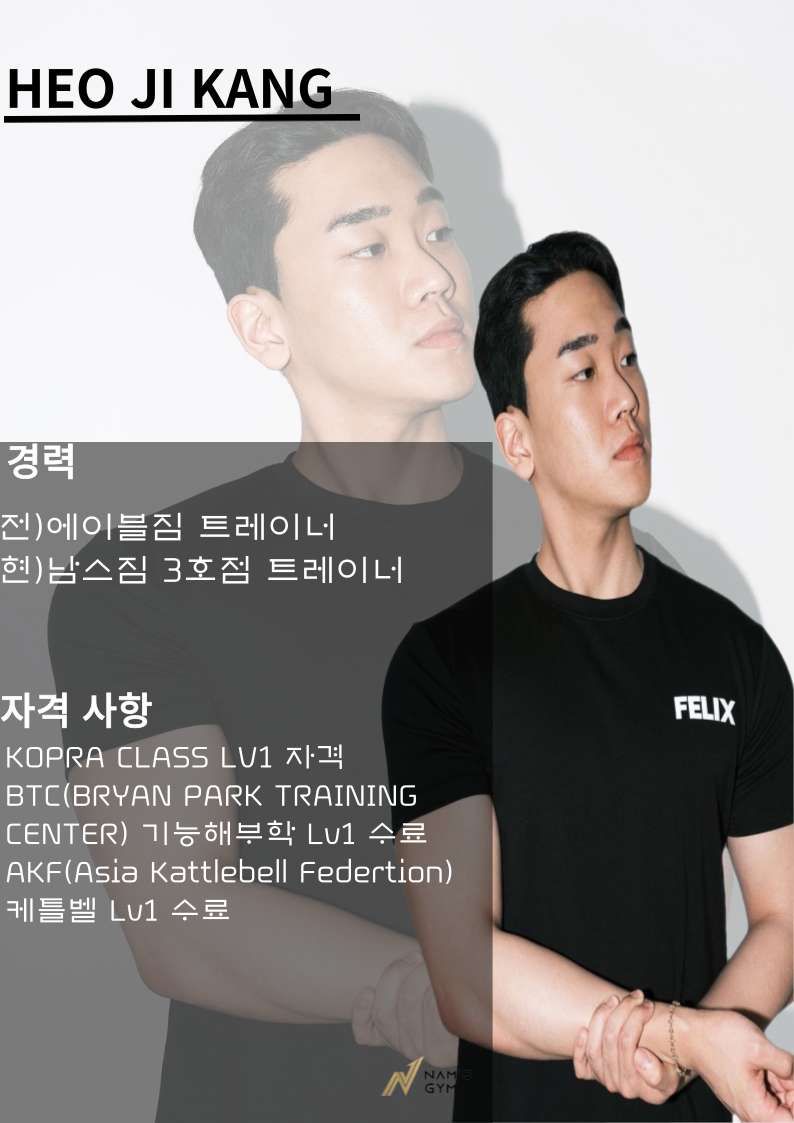 HEO JI KANG
경력
전)에이블짐 트레이너
현)남스짐 3호점 트레이너
FELIX
자격 사항
KOPRA CLASS LV1 자격
BTC(BRYAN PARK TRAINING
CENTER) 기능해부학 Lv1 수료
AKF(Asia Kattlebell Federtion)
케틀벨 Lv1 수료
NAM'S
GYM